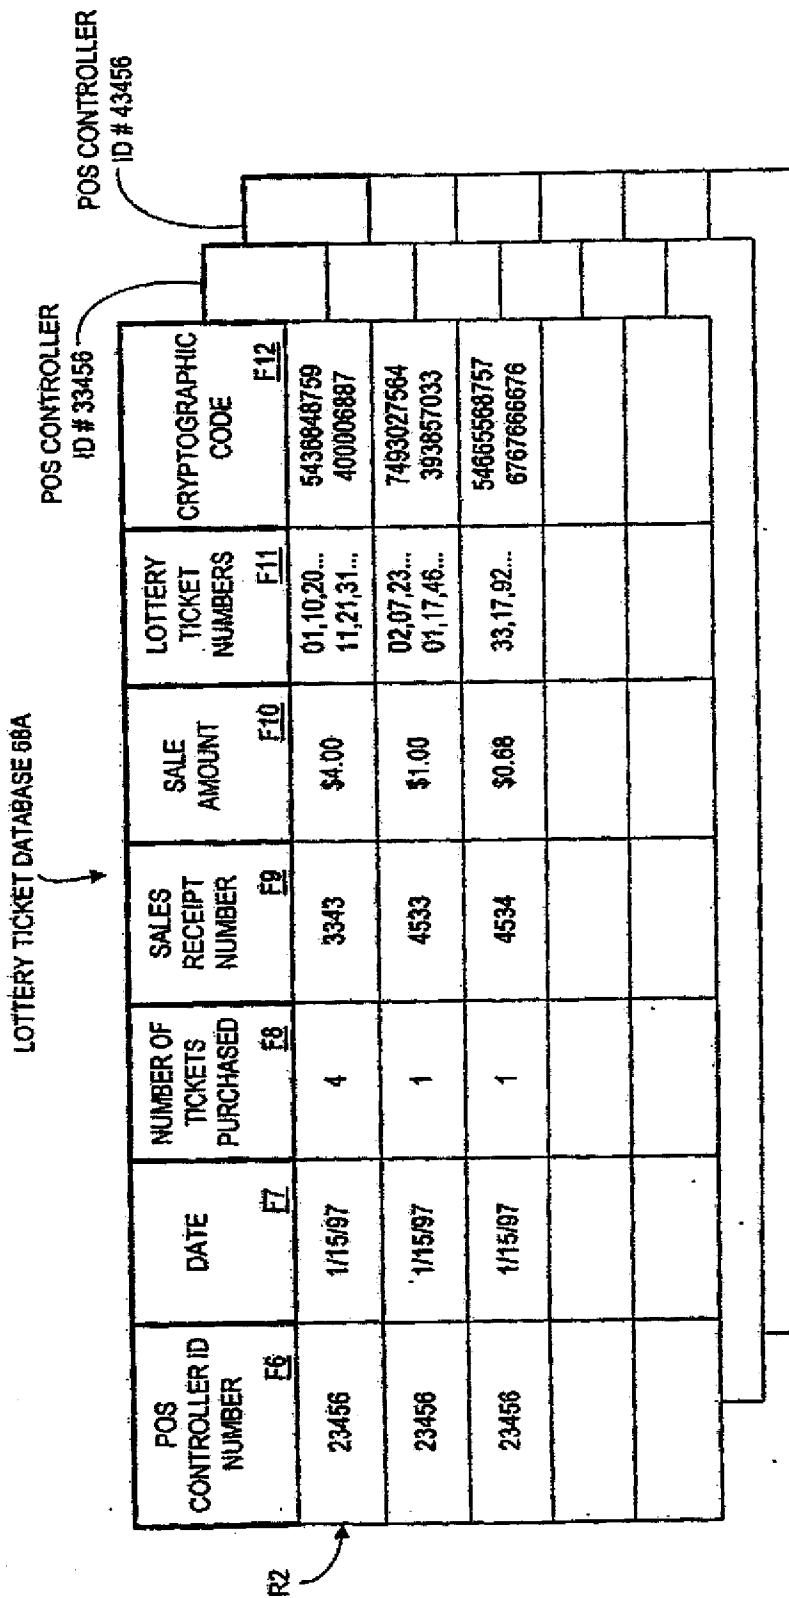 LOTTERY TICKET DATABASE 68A
POS CONTROLLER
ID # 33456
POS CONTROLLER
ID # 43456
POS
CONTROLLER ID
NUMBER
F6
DATE
F7
NUMBER OF
TICKETS
PURCHASED
F8
SALES
RECEIPT
NUMBER
F9
SALE
AMOUNT
F10
LOTTERY
TICKET
NUMBERS
F11
CRYPTOGRAPHIC
CODE
F12
R2
23456
1/15/97
4
3343
$4.00
01,10,20...
11,21,31...
5436848759
400006887
23456
1/15/97
1
4533
$1.00
02,07,23...
01,17,46...
7493027564
393857033
23456
1/15/97
1
4534
$0.68
33,17,92...
54665568757
6767666676